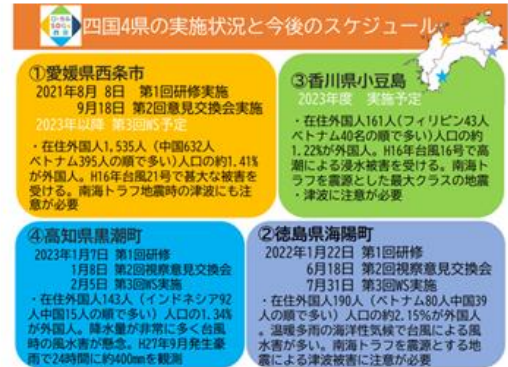 四国4県の実施状況と今後のスケジュール
①愛媛県西条市
2021年8月 8日 第1回研修実施
9月18日 第2回意見交換会実施
2023年以降 第3回WS予定
・在住外国人1,535人（中国632人
ベトナム395人の順で多い)人口の約1.41%
が外国人。H16年台風21号で甚大な被害を
受ける。南海トラフ地震時の津波にも注
意が必要
③香川県小豆島
2023年度 実施予定
・在住外国人161人(フィリピン43人
ベトナム40名の順で多い)人口の約
1.22%が外国人。H16年台風16号で高
潮による浸水被害を受ける。南海ト
ラフを震源とした最大クラスの地震
・津波に注意が必要
④高知県黒潮町
2023年1月7日 第1回研修
1月8日 第2回視察意見交換会
2月5日 第3回WS実施
・在住外国人143人（インドネシア92
人中国15人の順で多い）人口の1.34%
が外国人。降水量が非常に多く台風
時の風水害が懸念。H27年9月発生豪
雨で24時間に約400mmを観測
②徳島県海陽町
2022年1月22日 第1回研修
6月18日 第2回視察意見交換会
7月31日 第3回WS実施
・在住外国人190人（ベトナム80人中国39
人の順で多い）人口の約2.15%が外国人
。温暖多雨の海洋性気候で台風による風
水害が多い。南海トラフを震源とする地
震による津波被害に注意が必要